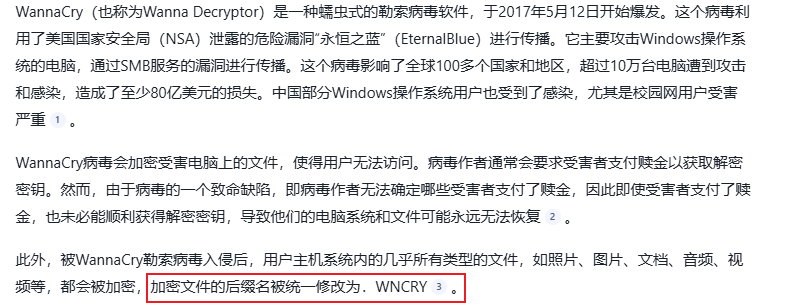 WannaCry（也称为Wanna Decryptor）是一种蠕虫式的勒索病毒软件，于2017年5月12日开始爆发。这个病毒利
用了美国国家安全局（NSA）泄露的危险漏洞“永恒之蓝”（EternalBlue）进行传播。它主要攻击Windows操作系
统的电脑，通过SMB服务的漏洞进行传播。这个病毒影响了全球100多个国家和地区，超过10万台电脑遭到攻击
和感染，造成了至少80亿美元的损失。中国部分Windows操作系统用户也受到了感染，尤其是校园网用户受害
严重 1 。
WannaCry病毒会加密受害电脑上的文件，使得用户无法访问。病毒作者通常会要求受害者支付赎金以获取解密
密钥。然而，由于病毒的一个致命缺陷，即病毒作者无法确定哪些受害者支付了赎金，因此即使受害者支付了赎
金，也未必能顺利获得解密密钥，导致他们的电脑系统和文件可能永远无法恢复 2 。
此外，被WannaCry勒索病毒入侵后，用户主机系统内的几乎所有类型的文件，如照片、图片、文档、音频、视
频等，都会被加密，加密文件的后缀名被统一修改为．WNCRY 3 。